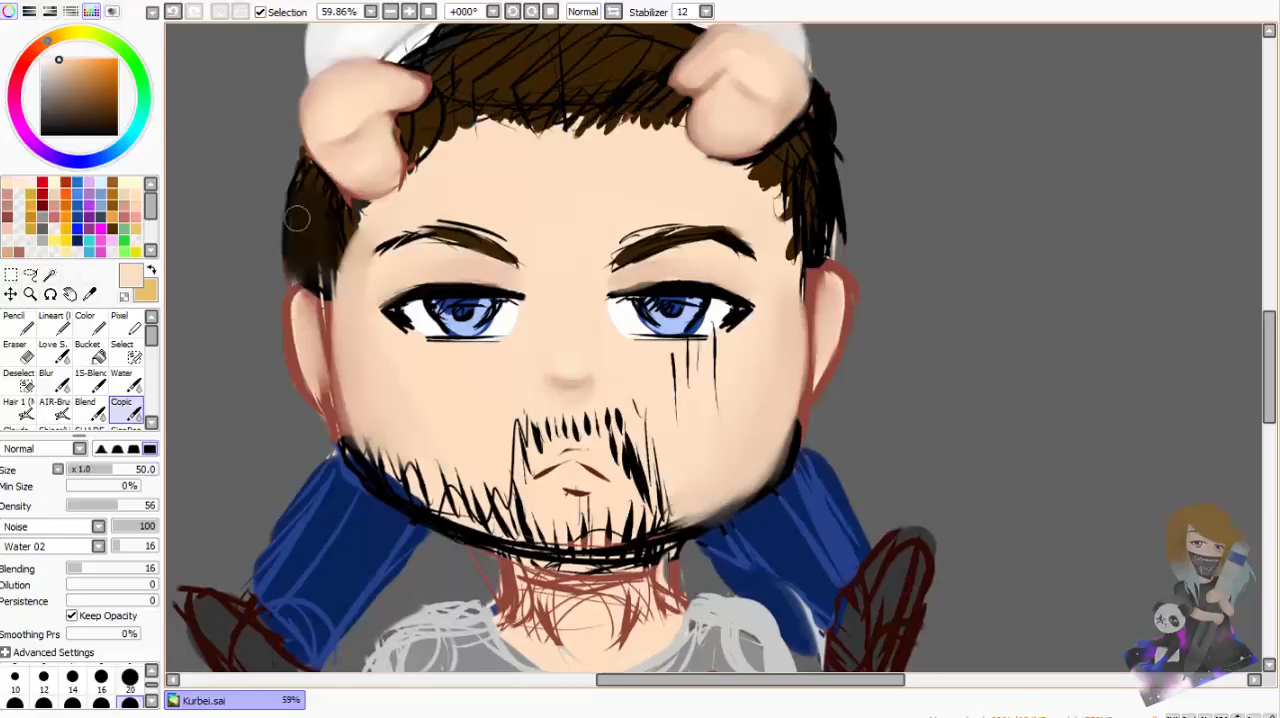 Selection 59.86% +000° Normal Stabilizer 12
Pencil Lineart ( Color Pixel
Eraser Love S. Bucket Select
Deselect Blur 15-Blend Water
Hair 1 ( AIR-Bru Blend Copic
Normal
Size x 1.0 50.0
Min Size 0%
Density 56
Noise 100
Water 02 16
Blending 16
Dilution 0
Persistence 0
Keep Opacity
Smoothing Prs 0%
Advanced Settings
10 12 14 16 20
Kurbei.sai 59%